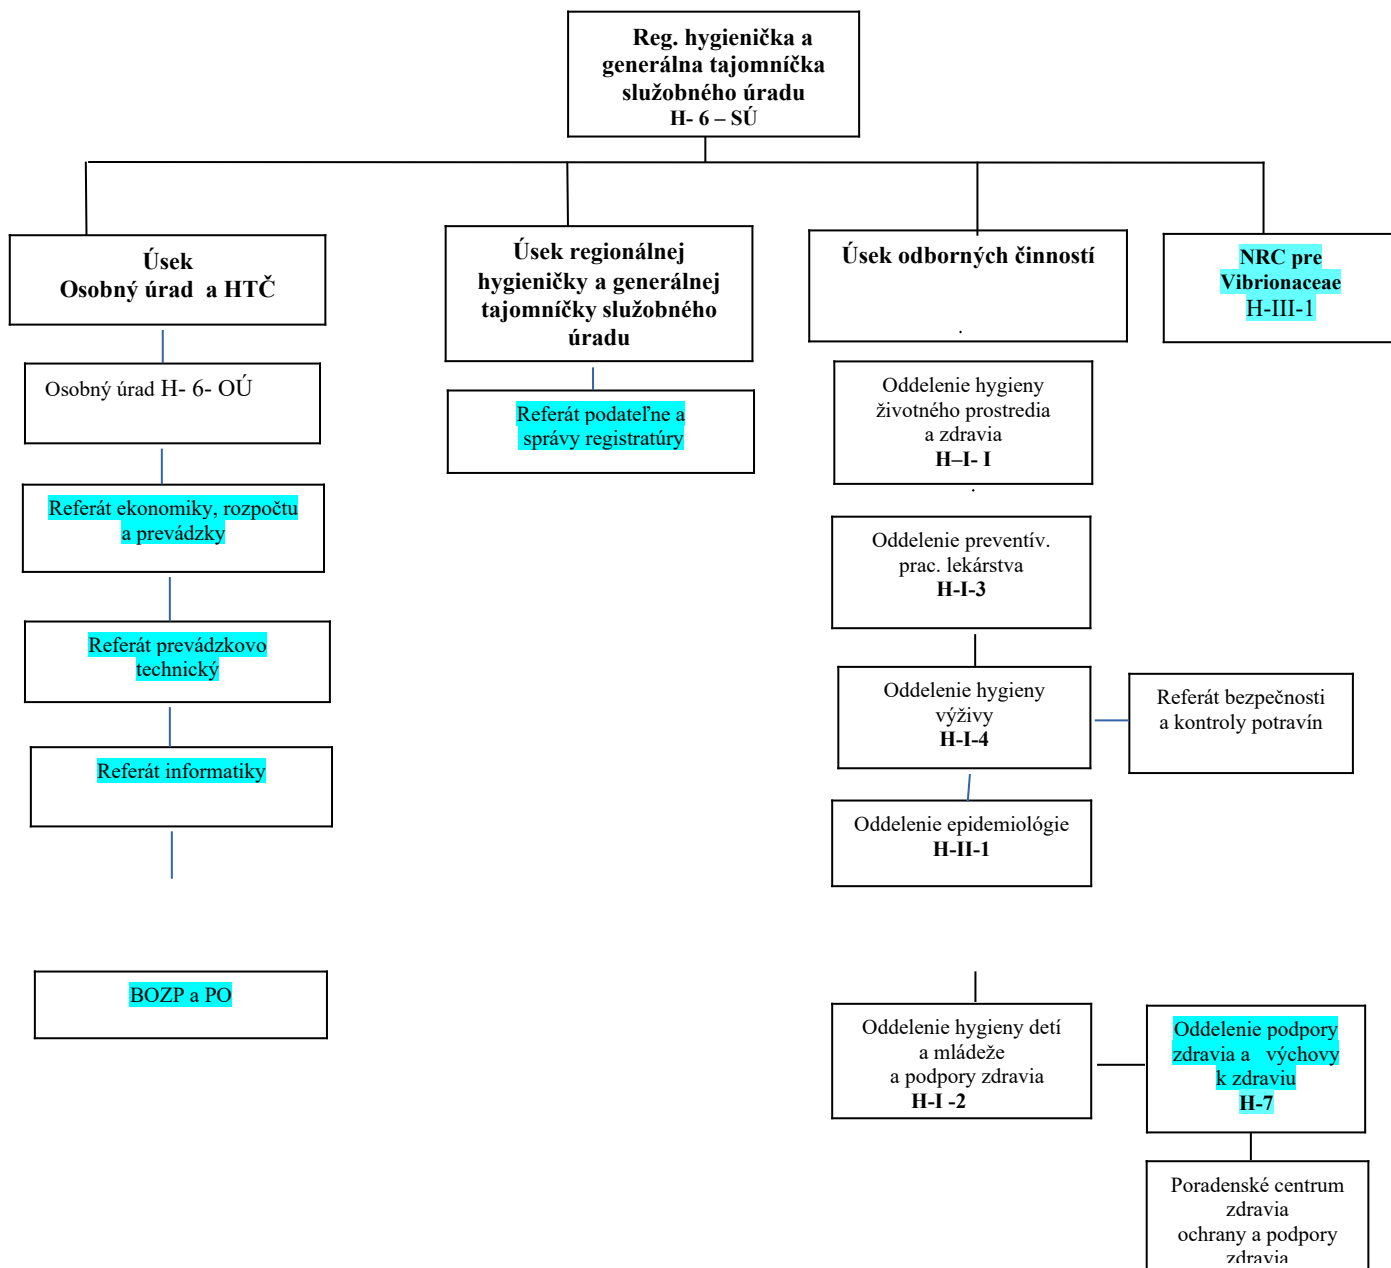 Reg. hygienička a
generálna tajomníčka
služobného úradu
H- 6 – SÚ
Úsek
Osobný úrad a HTČ
Úsek regionálnej
hygieničky a generálnej
tajomníčky služobného
úradu
Úsek odborných činností
.
NRC pre
Vibrionaceae
H-III-1
Osobný úrad H- 6- OÚ
Referát podateľne a
správy registratúry
Oddelenie hygieny
životného prostredia
a zdravia
H–I- I
.
Referát ekonomiky, rozpočtu
a prevádzky
Oddelenie preventív.
prac. lekárstva
H-I-3
Referát prevádzkovo
technický
Oddelenie hygieny
výživy
H-I-4
Referát bezpečnosti
a kontroly potravín
Referát informatiky
Oddelenie epidemiológie
H-II-1
BOZP a PO
Oddelenie hygieny detí
a mládeže
a podpory zdravia
H-I -2
Oddelenie podpory
zdravia a výchovy
k zdraviu
H-7
Poradenské centrum
zdravia
ochrany a podpory
zdravia